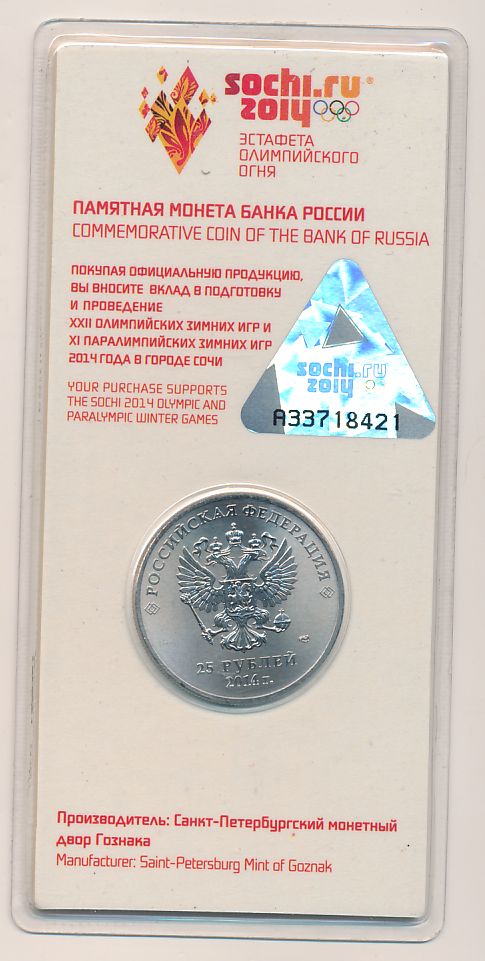 sochi.ru
2014
ЭСТАФЕТА
ОЛИМПИЙСКОГО
ОГНЯ
ПАМЯТНАЯ МОНЕТА БАНКА РОССИИ
COMMEMORATIVE COIN OF THE BANK OF RUSSIA
ПОКУПАЯ ОФИЦИАЛЬНУЮ ПРОДУКЦИЮ,
ВЫ ВНОСИТЕ ВКЛАД В ПОДГОТОВКУ
И ПРОВЕДЕНИЕ
XXII ОЛИМПИЙСКИХ ЗИМНИХ ИГР И
XI ПАРАЛИМПИЙСКИХ ЗИМНИХ ИГР
2014 ГОДА В ГОРОДЕ СОЧИ
YOUR PURCHASE SUPPORTS
THE SOCHI 2014 OLYMPIC AND
PARALYMPIC WINTER GAMES
sochi.ru
2014
A33718421
РОССИЙСКАЯ ФЕДЕРАЦИЯ
25 РУБЛЕЙ
2014 г.
Производитель: Санкт-Петербургский монетный
двор Гознака
Manufacturer: Saint-Petersburg Mint of Goznak